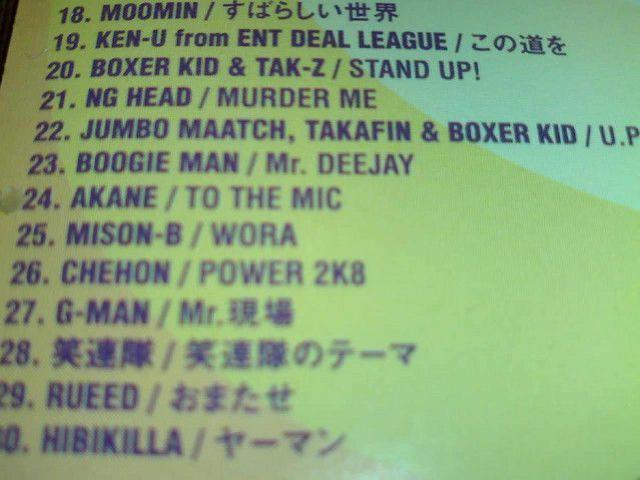 18. MOOMIN / すばらしい世界
19. KEN-U from ENT DEAL LEAGUE / この道を
20. BOXER KID & TAK-Z / STAND UP!
21. NG HEAD / MURDER ME
22. JUMBO MAATCH, TAKAFIN & BOXER KID / U.P
23. BOOGIE MAN / Mr. DEEJAY
24. AKANE / TO THE MIC
25. MISON-B / WORA
26. CHEHON / POWER 2K8
27. G-MAN / Mr.現場
28. 笑連隊 / 笑連隊のテーマ
29. RUEED / おまたせ
30. HIBIKILLA / ヤーマン